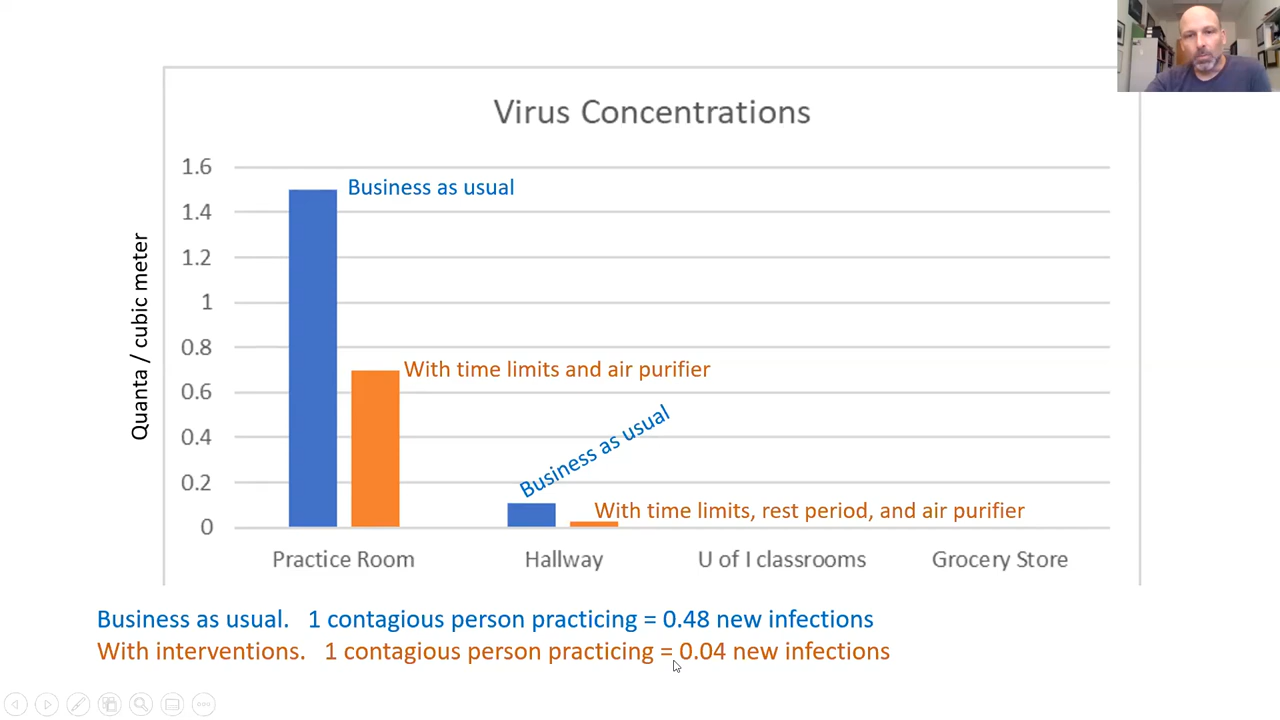 Virus Concentrations
Quanta / cubic meter
1.6
1.4
1.2
1
0.8
0.6
0.4
0.2
0
Business as usual
With time limits and air purifier
Business as usual
With time limits, rest period, and air purifier
Practice Room
Hallway
U of I classrooms
Grocery Store
Business as usual. 1 contagious person practicing = 0.48 new infections
With interventions. 1 contagious person practicing = 0.04 new infections